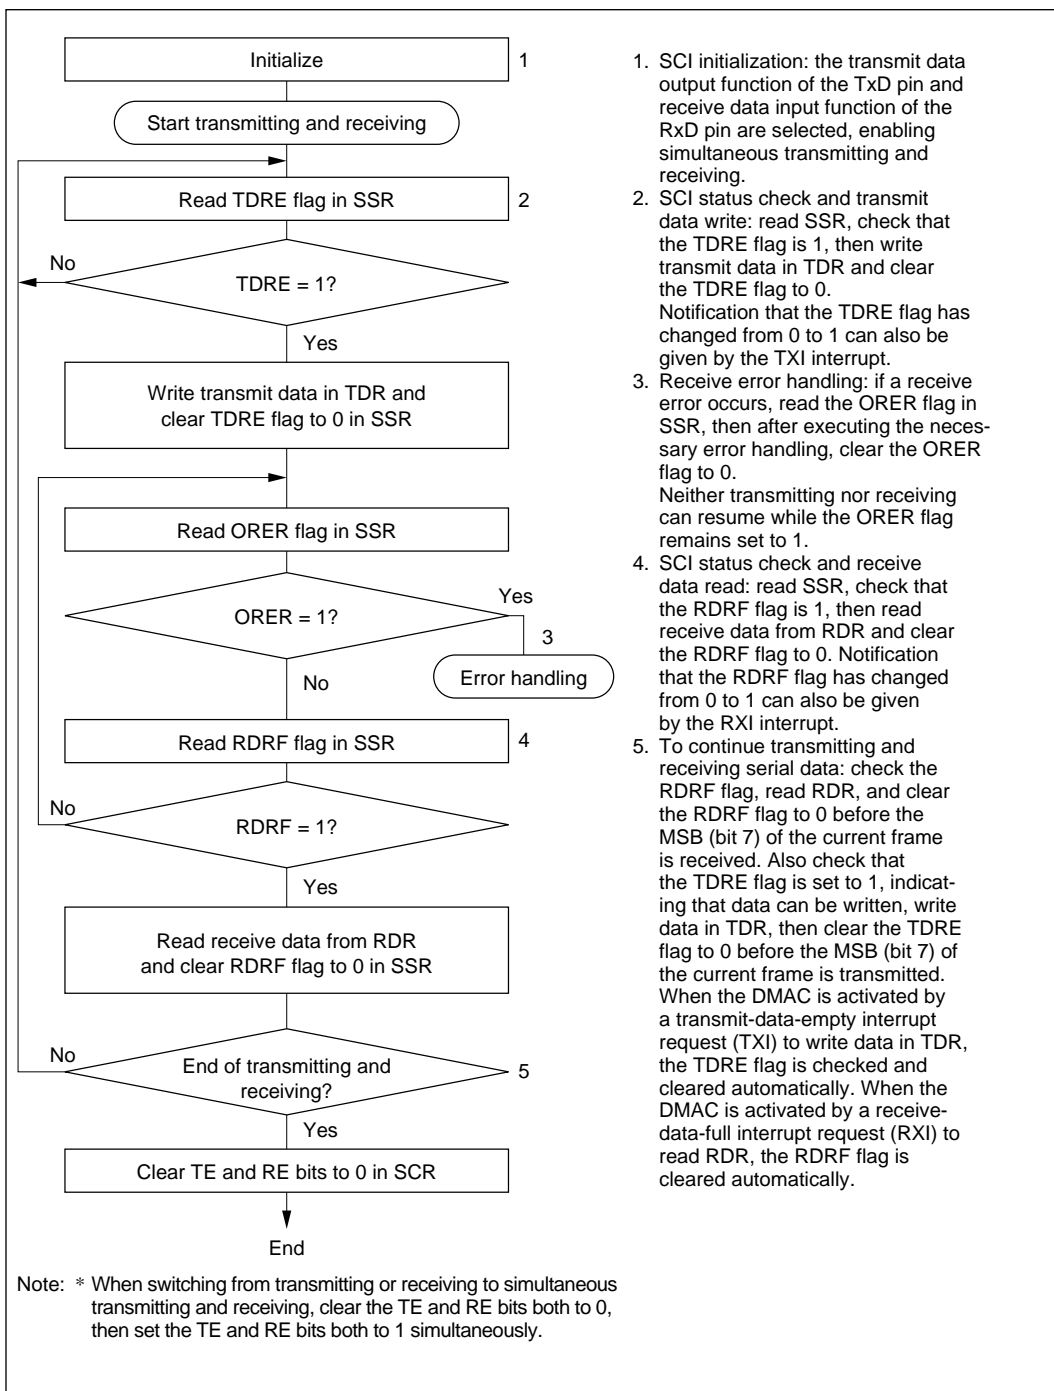 Initialize
1
Start transmitting and receiving
Read TDRE flag in SSR
2
No
TDRE = 1?
Yes
Write transmit data in TDR and
clear TDRE flag to 0 in SSR
Read ORER flag in SSR
ORER = 1?
Yes
3
Error handling
No
Read RDRF flag in SSR
4
No
RDRF = 1?
Yes
Read receive data from RDR
and clear RDRF flag to 0 in SSR
No
End of transmitting and
receiving?
5
Yes
Clear TE and RE bits to 0 in SCR
End
1. SCI initialization: the transmit data
output function of the TxD pin and
receive data input function of the
RxD pin are selected, enabling
simultaneous transmitting and
receiving.
2. SCI status check and transmit
data write: read SSR, check that
the TDRE flag is 1, then write
transmit data in TDR and clear
the TDRE flag to 0.
Notification that the TDRE flag has
changed from 0 to 1 can also be
given by the TXI interrupt.
3. Receive error handling: if a receive
error occurs, read the ORER flag in
SSR, then after executing the neces-
sary error handling, clear the ORER
flag to 0.
Neither transmitting nor receiving
can resume while the ORER flag
remains set to 1.
4. SCI status check and receive
data read: read SSR, check that
the RDRF flag is 1, then read
receive data from RDR and clear
the RDRF flag to 0. Notification
that the RDRF flag has changed
from 0 to 1 can also be given
by the RXI interrupt.
5. To continue transmitting and
receiving serial data: check the
RDRF flag, read RDR, and clear
the RDRF flag to 0 before the
MSB (bit 7) of the current frame
is received. Also check that
the TDRE flag is set to 1, indicat-
ing that data can be written, write
data in TDR, then clear the TDRE
flag to 0 before the MSB (bit 7) of
the current frame is transmitted.
When the DMAC is activated by
a transmit-data-empty interrupt
request (TXI) to write data in TDR,
the TDRE flag is checked and
cleared automatically. When the
DMAC is activated by a receive-
data-full interrupt request (RXI) to
read RDR, the RDRF flag is
cleared automatically.
Note: * When switching from transmitting or receiving to simultaneous
transmitting and receiving, clear the TE and RE bits both to 0,
then set the TE and RE bits both to 1 simultaneously.